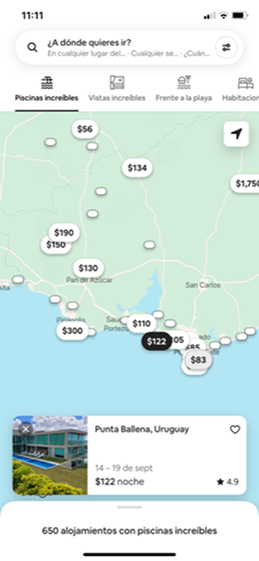 11:11
¿A dónde quieres ir?
En cualquier lugar del... · Cualquier se... · ¿Cuán...
Piscinas increíbles
Vistas increíbles
Frente a la playa
Habitacion
$56
$134
$1,750
$190
$150
$130
Pan de Azúcar
San Carlos
$300
$110
$122
$83
Punta Ballena, Uruguay
14 – 19 de sept
$122 noche
★ 4.9
650 alojamientos con piscinas increíbles